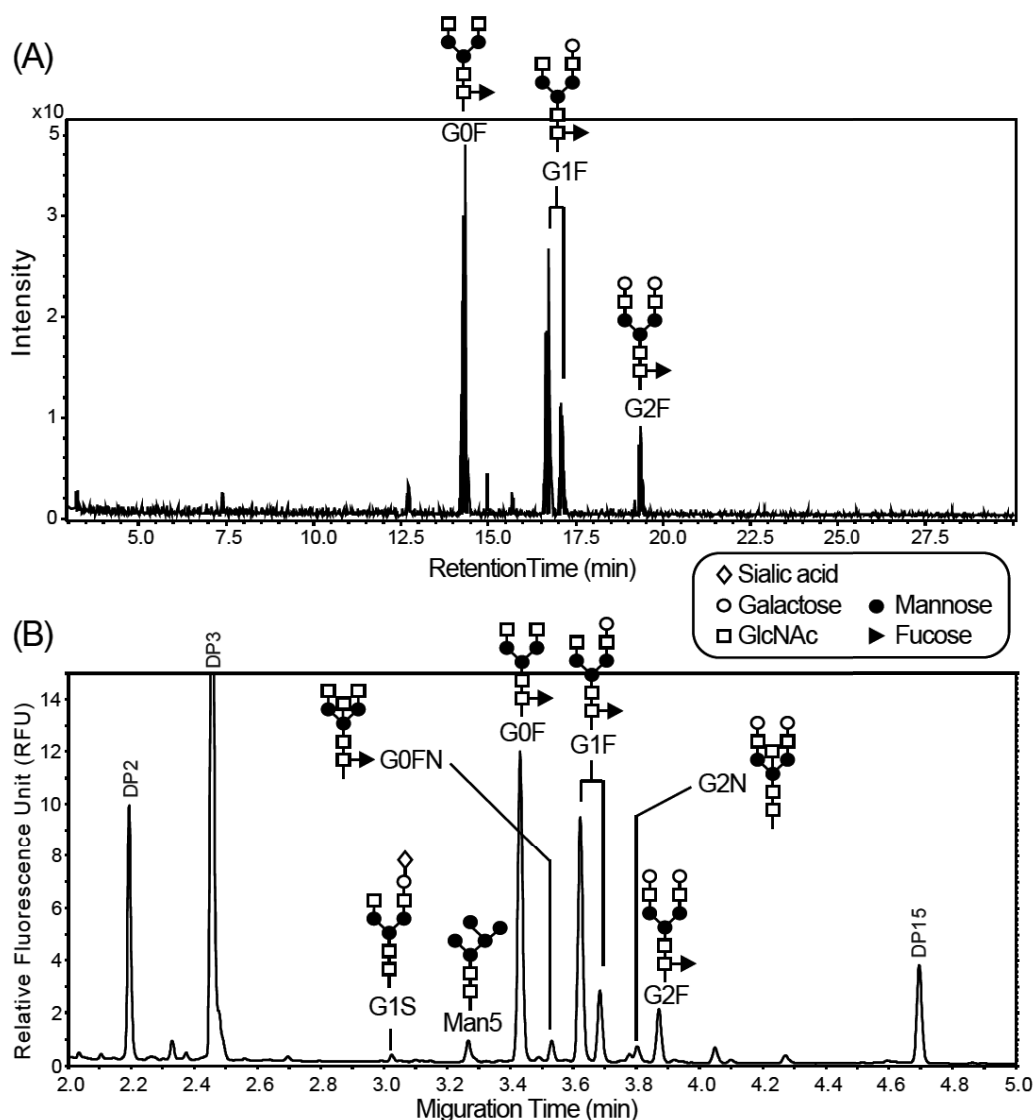 (A)
x10
5
3
2
1
0
Intensity
G0F
G1F
G2F
5.0 7.5 10.0 12.5 15.0 17.5 20.0 22.5 25.0 27.5
RetentionTime (min)
Sialic acid
Galactose Mannose
GlcNAc Fucose
(B)
14
12
10
8
6
4
2
0
Relative Fluorescence Unit (RFU)
DP2
DP3
G0FN
G0F
G1F
G2N
G1S
Man5
G2F
DP15
2.0 2.2 2.4 2.6 2.8 3.0 3.2 3.4 3.6 3.8 4.0 4.2 4.4 4.6 4.8 5.0
Miguration Time (min)